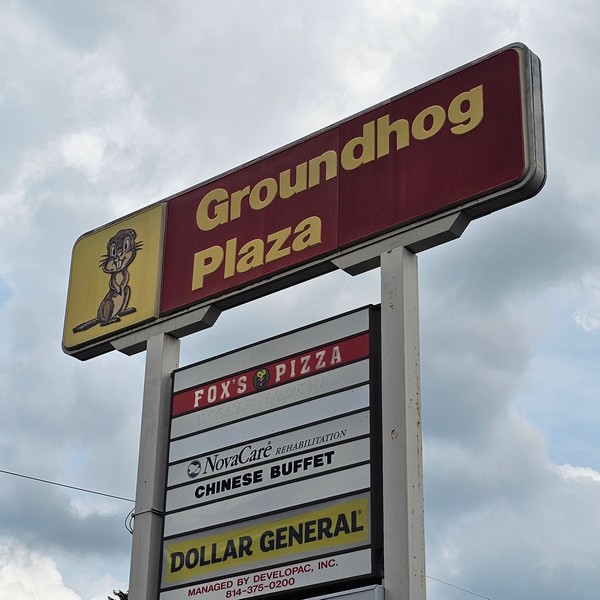 Groundhog
Plaza
FOX'S PIZZA
NovaCare® REHABILITATION
CHINESE BUFFET
DOLLAR GENERAL®
MANAGED BY DEVELOPAC, INC.
814-375-0200